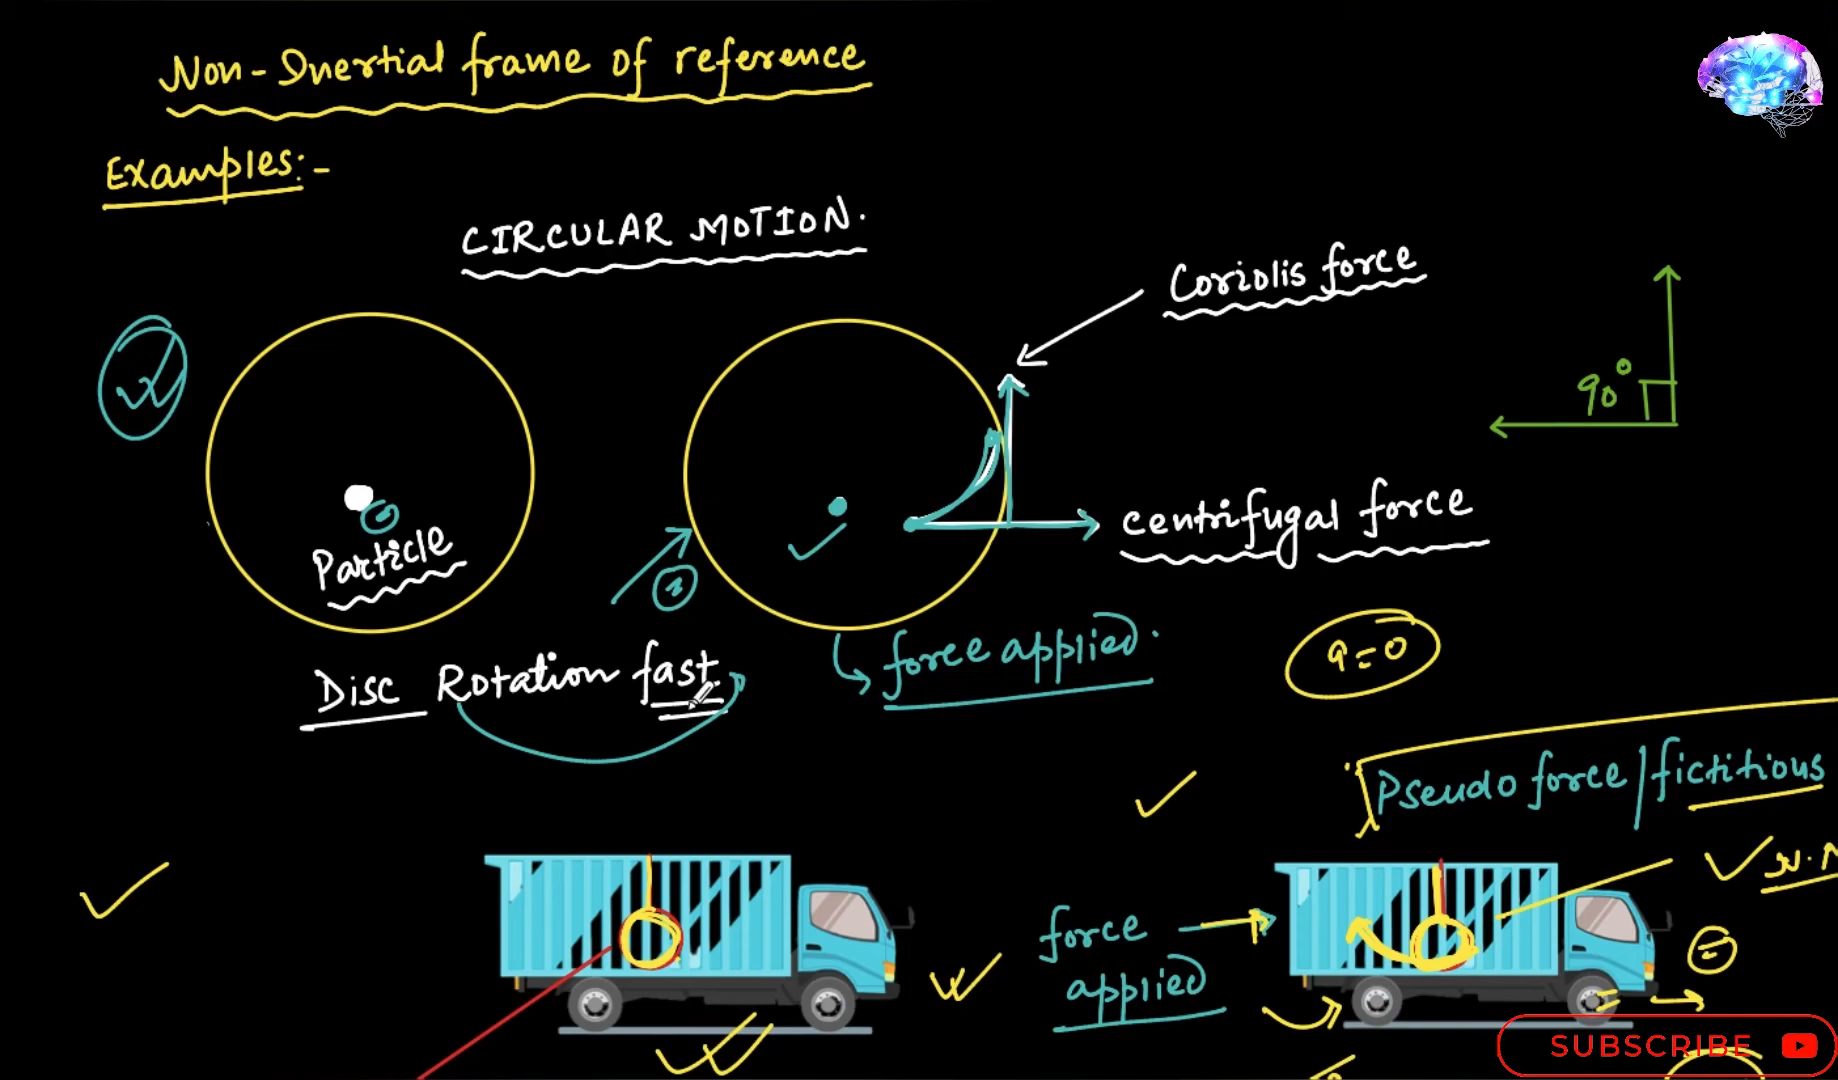 Non-Inertial frame of reference
Examples:-
CIRCULAR MOTION.
Coriolis force
90°
Particle
centrifugal force
Disc Rotation fast.
force applied.
a=0
Pseudo force/fictitious
force
applied
SUBSCRIBE